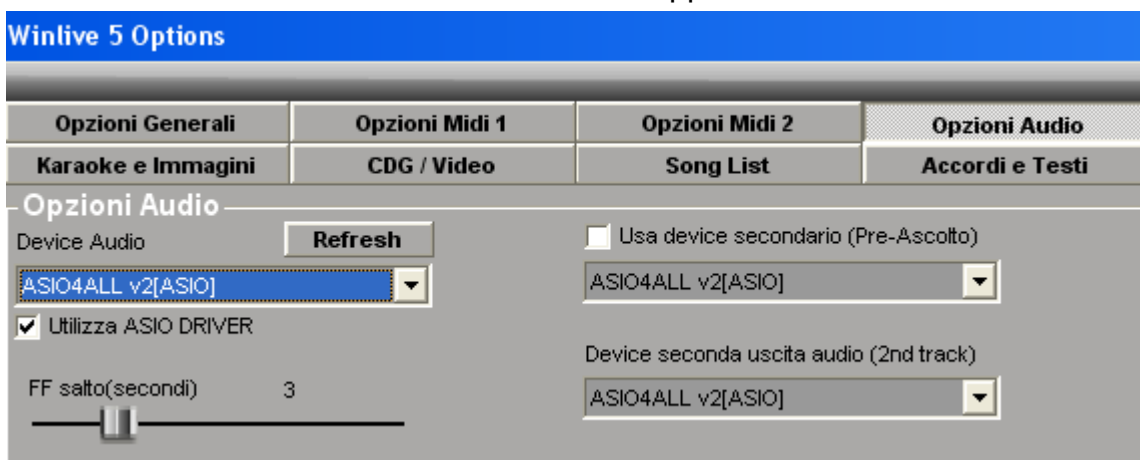 Winlive 5 Options
Opzioni Generali Opzioni Midi 1 Opzioni Midi 2 Opzioni Audio
Karaoke e Immagini CDG / Video Song List Accordi e Testi
Opzioni Audio
Device Audio Refresh Usa device secondario (Pre-Ascolto)
ASIO4ALL v2[ASIO] ASIO4ALL v2[ASIO]
Utilizza ASIO DRIVER
Device seconda uscita audio (2nd track)
FF salto(secondi) 3
ASIO4ALL v2[ASIO]